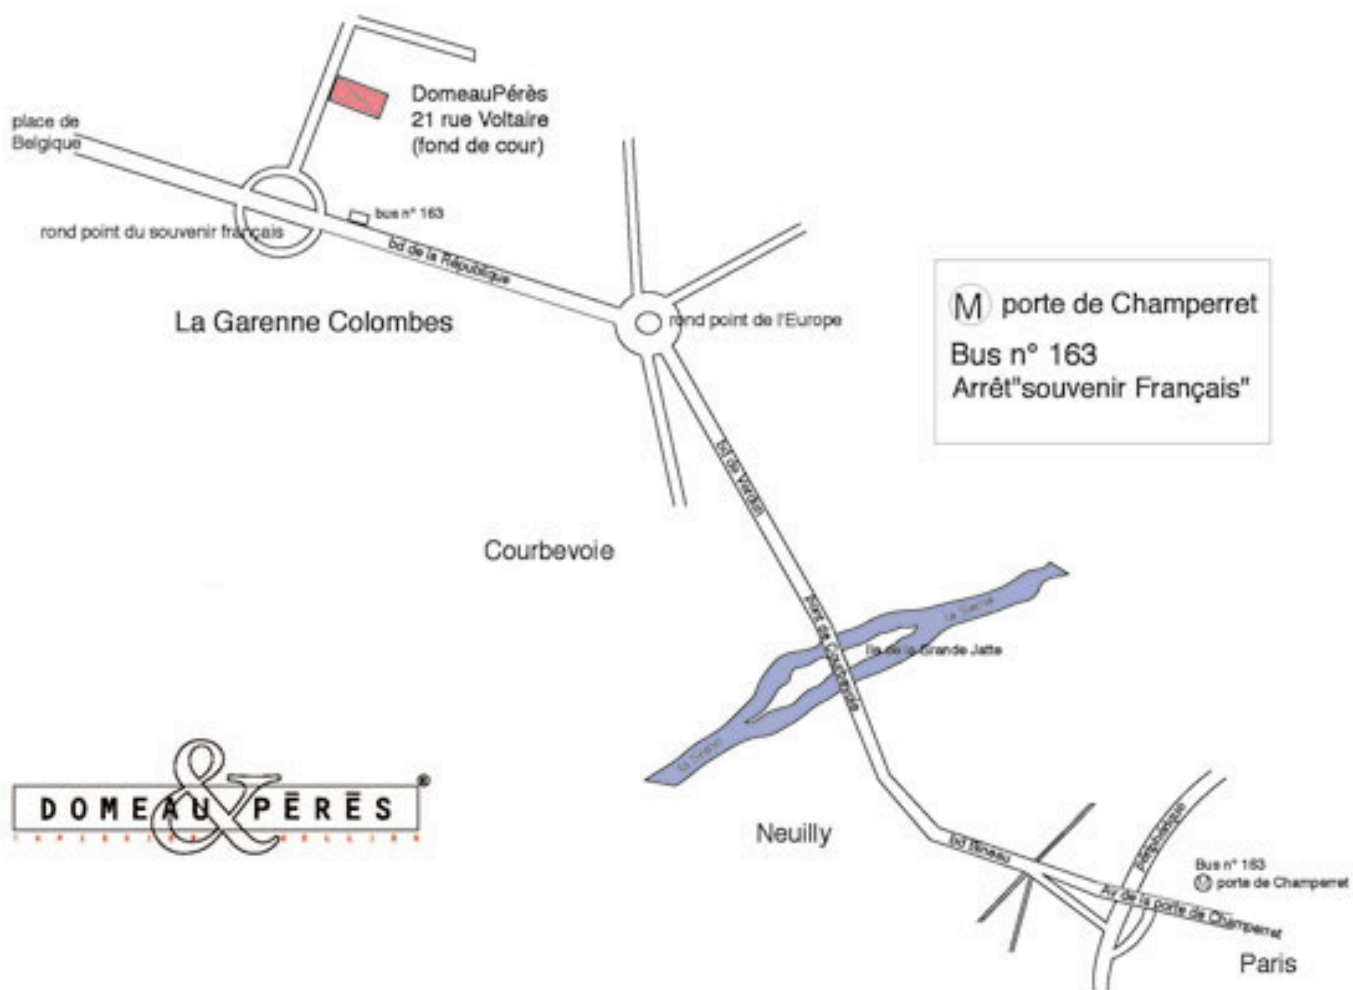 DomeauPérès
21 rue Voltaire
(fond de cour)
place de
Belgique
bus n° 163
rond point du souvenir français
bd de la République
La Garenne Colombes
rond point de l'Europe
M porte de Champerret
Bus n° 163
Arrêt"souvenir Français"
bd de Verdun
Courbevoie
la Seine
pont de Courbevoie
Ile de la Grande Jatte
la Seine
DOMEAU & PĒRĒS ®
Neuilly
bd Bineau
périphérique
Bus n° 163
M porte de Champerret
Av de la porte de Champerret
Paris